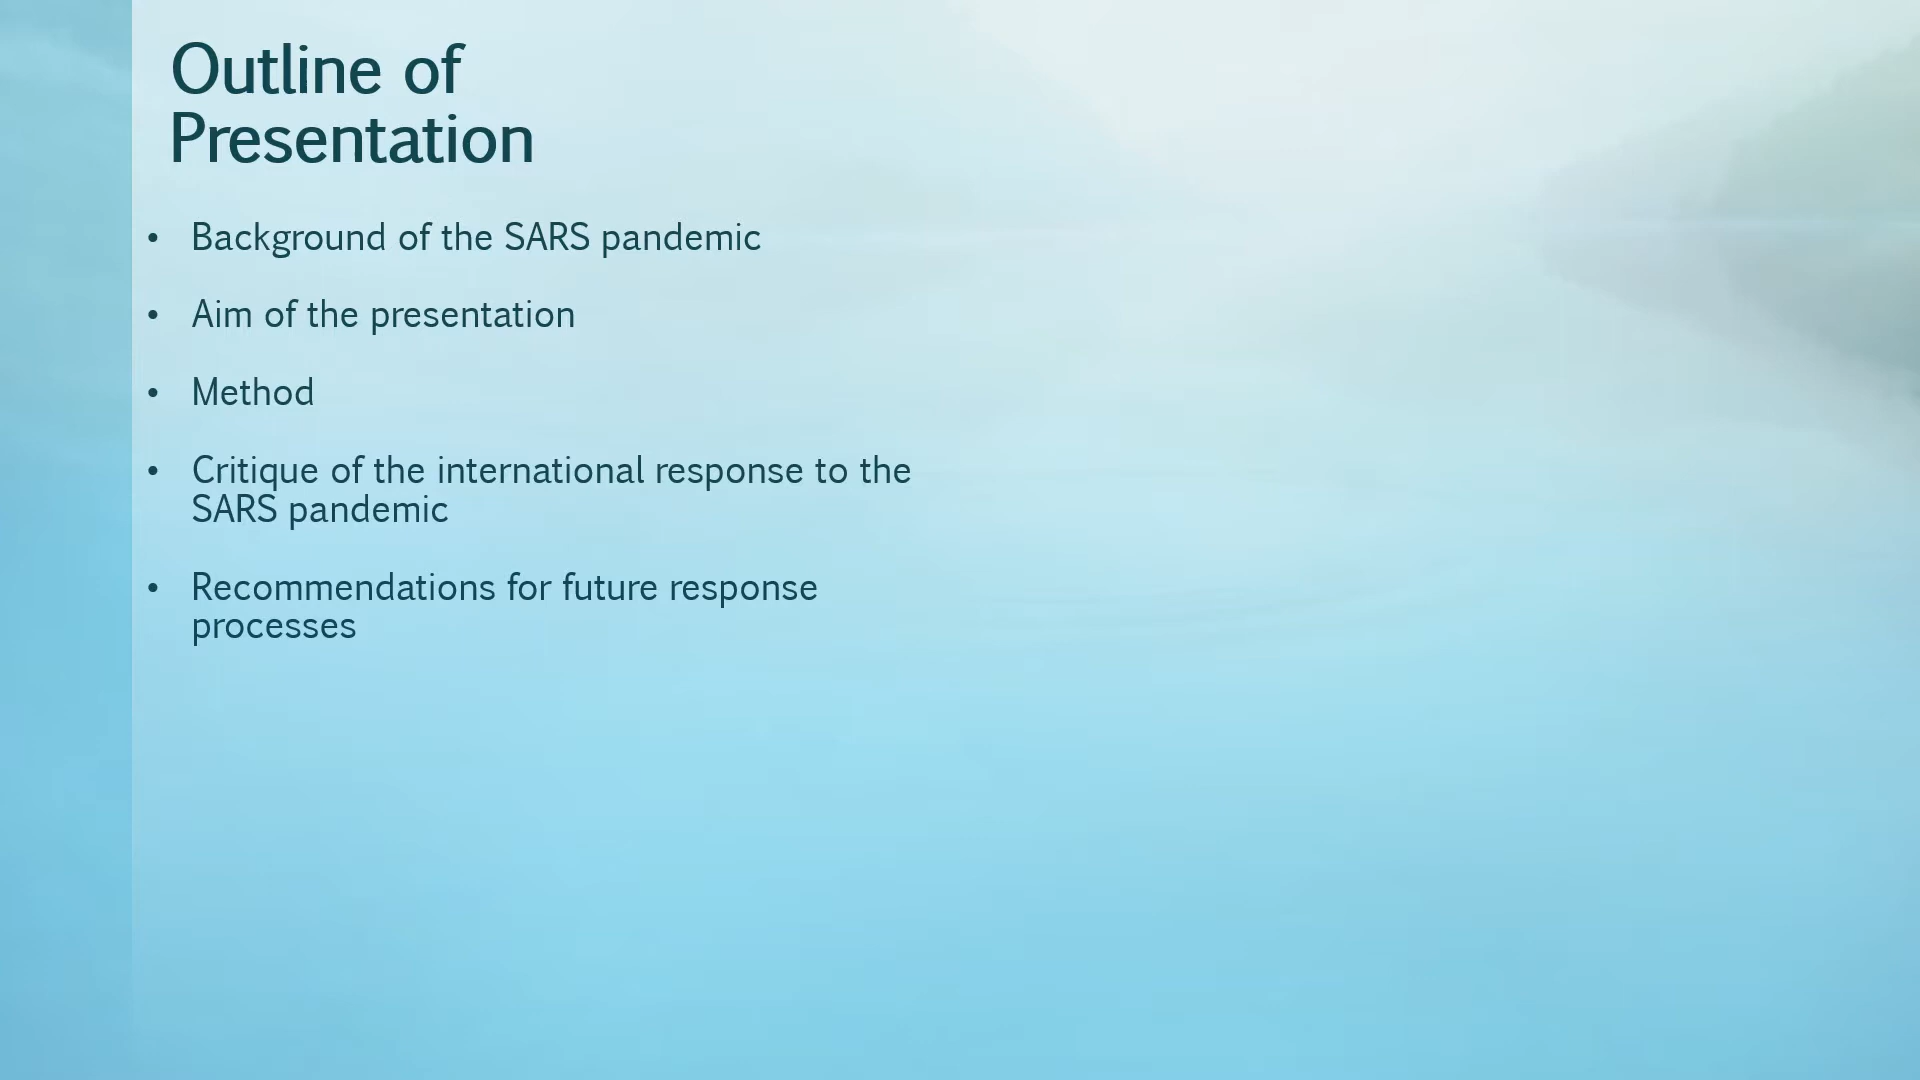 Outline of
Presentation
• Background of the SARS pandemic
• Aim of the presentation
• Method
• Critique of the international response to the
SARS pandemic
• Recommendations for future response
processes